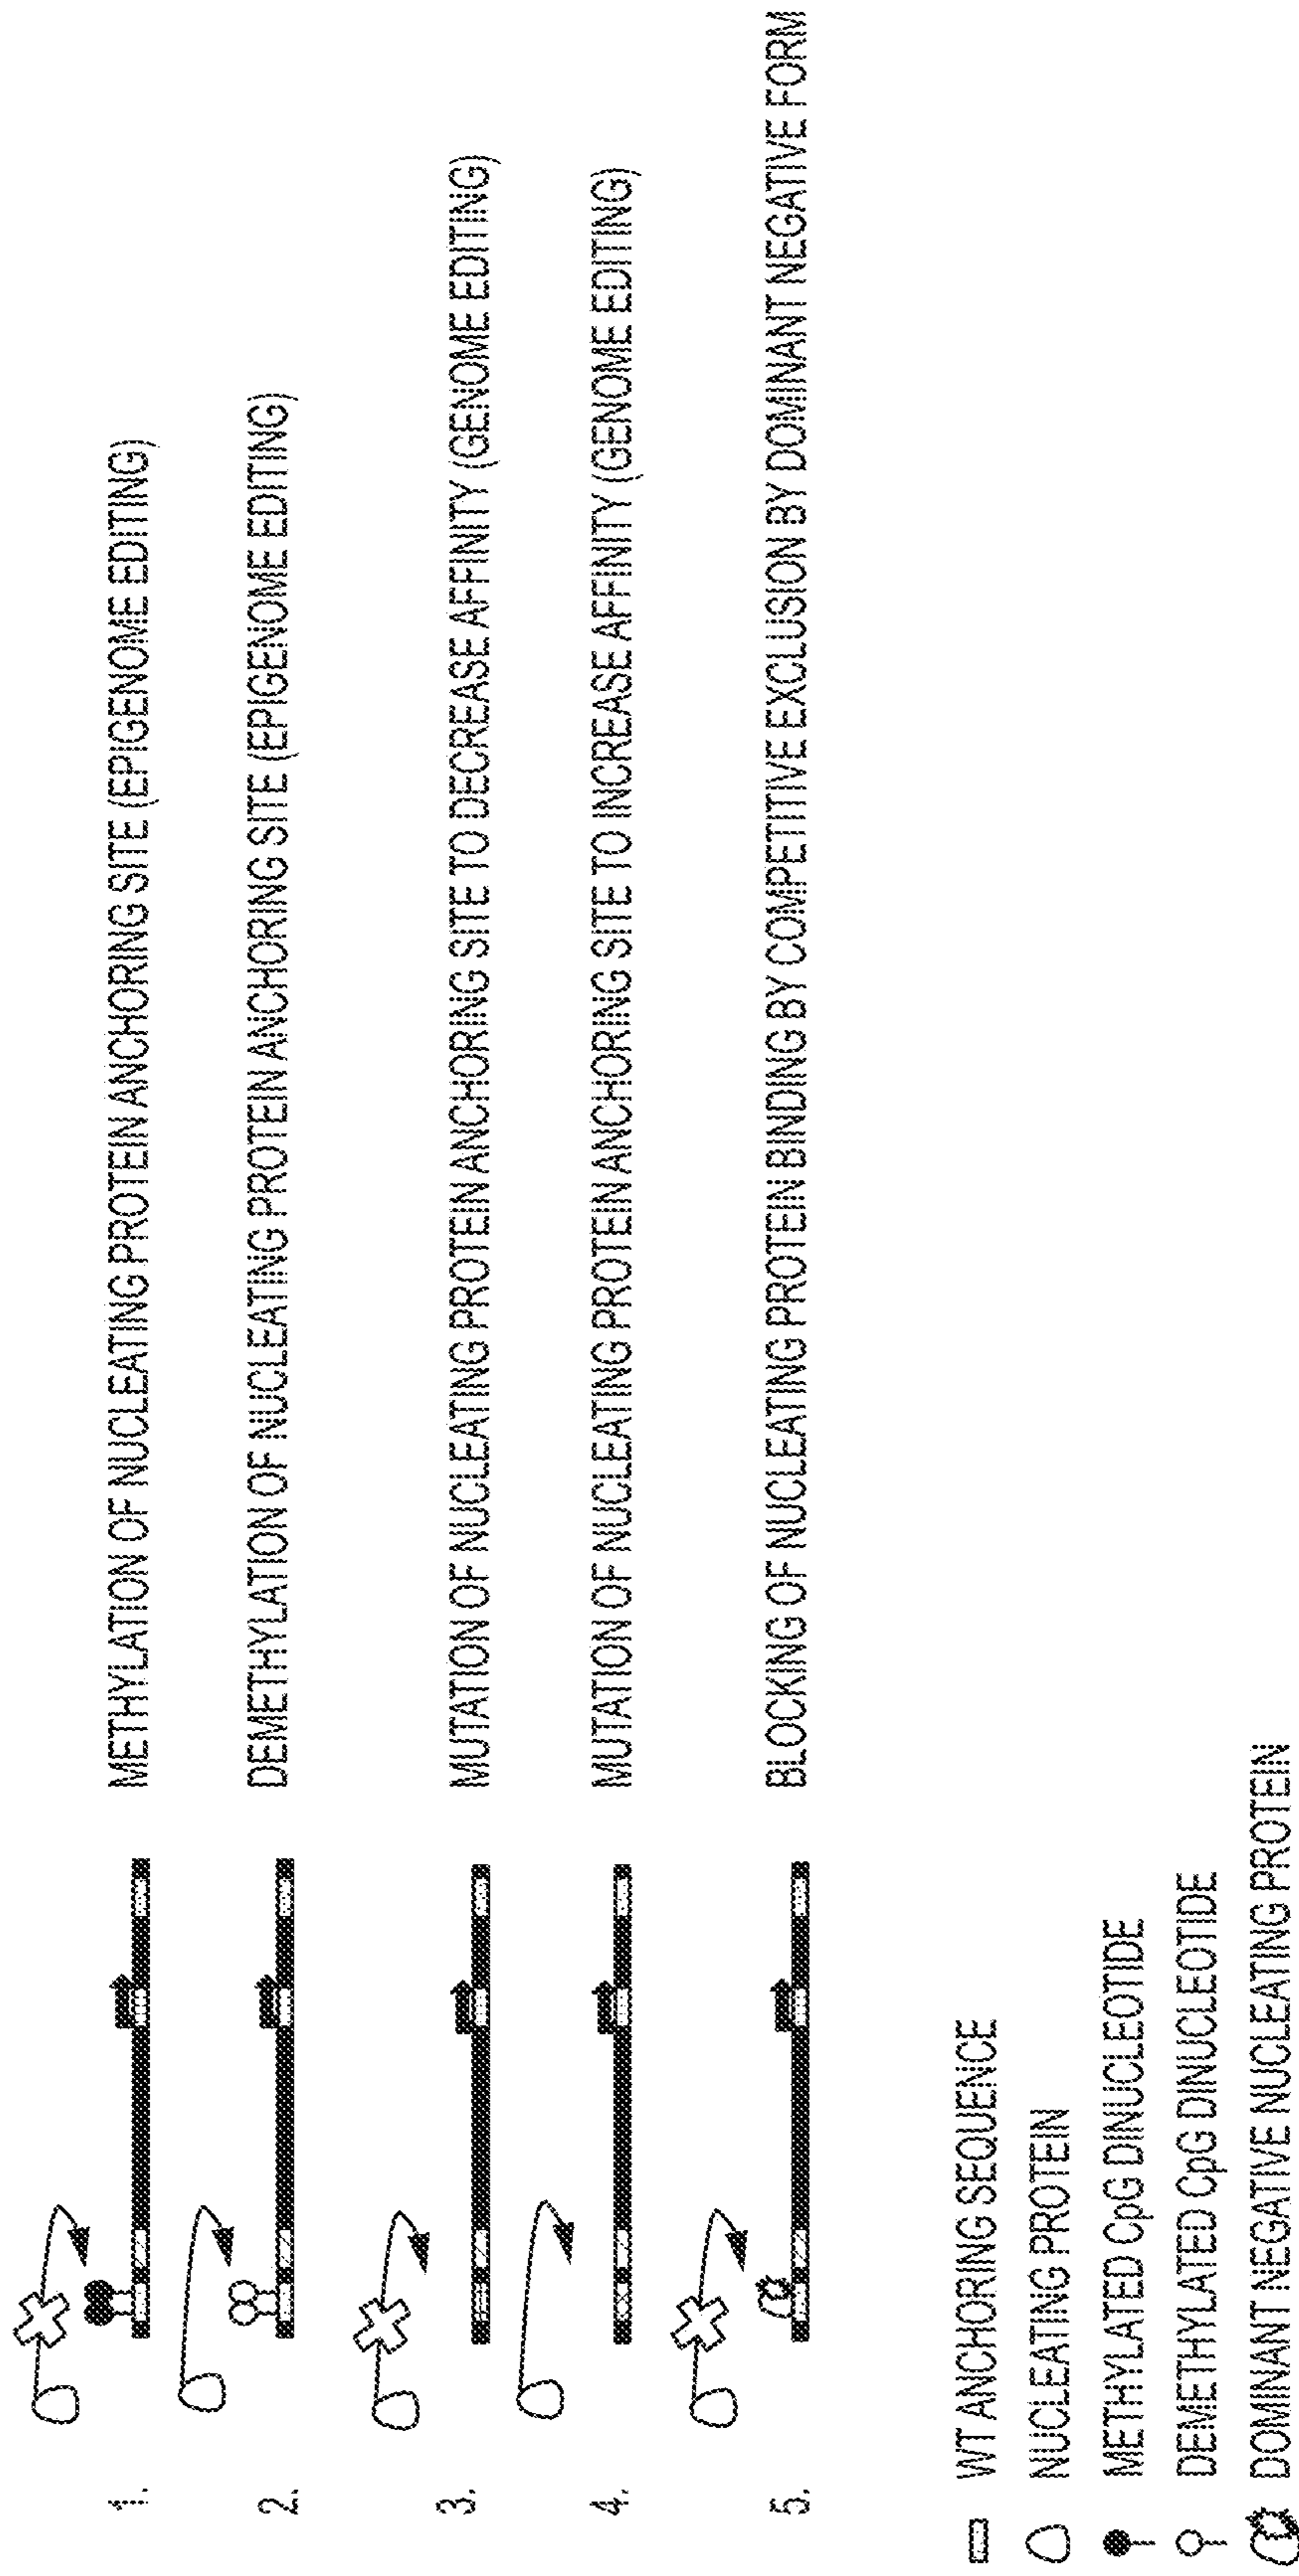 1. METHYLATION OF NUCLEATING PROTEIN ANCHORING SITE (EPIGENOME EDITING)
2. DEMETHYLATION OF NUCLEATING PROTEIN ANCHORING SITE (EPIGENOME EDITING)
3. MUTATION OF NUCLEATING PROTEIN ANCHORING SITE TO DECREASE AFFINITY (GENOME EDITING)
4. MUTATION OF NUCLEATING PROTEIN ANCHORING SITE TO INCREASE AFFINITY (GENOME EDITING)
5. BLOCKING OF NUCLEATING PROTEIN BINDING BY COMPETITIVE EXCLUSION BY DOMINANT NEGATIVE FORM
WT ANCHORING SEQUENCE
NUCLEATING PROTEIN
METHYLATED CpG DINUCLEOTIDE
DEMETHYLATED CpG DINUCLEOTIDE
DOMINANT NEGATIVE NUCLEATING PROTEIN